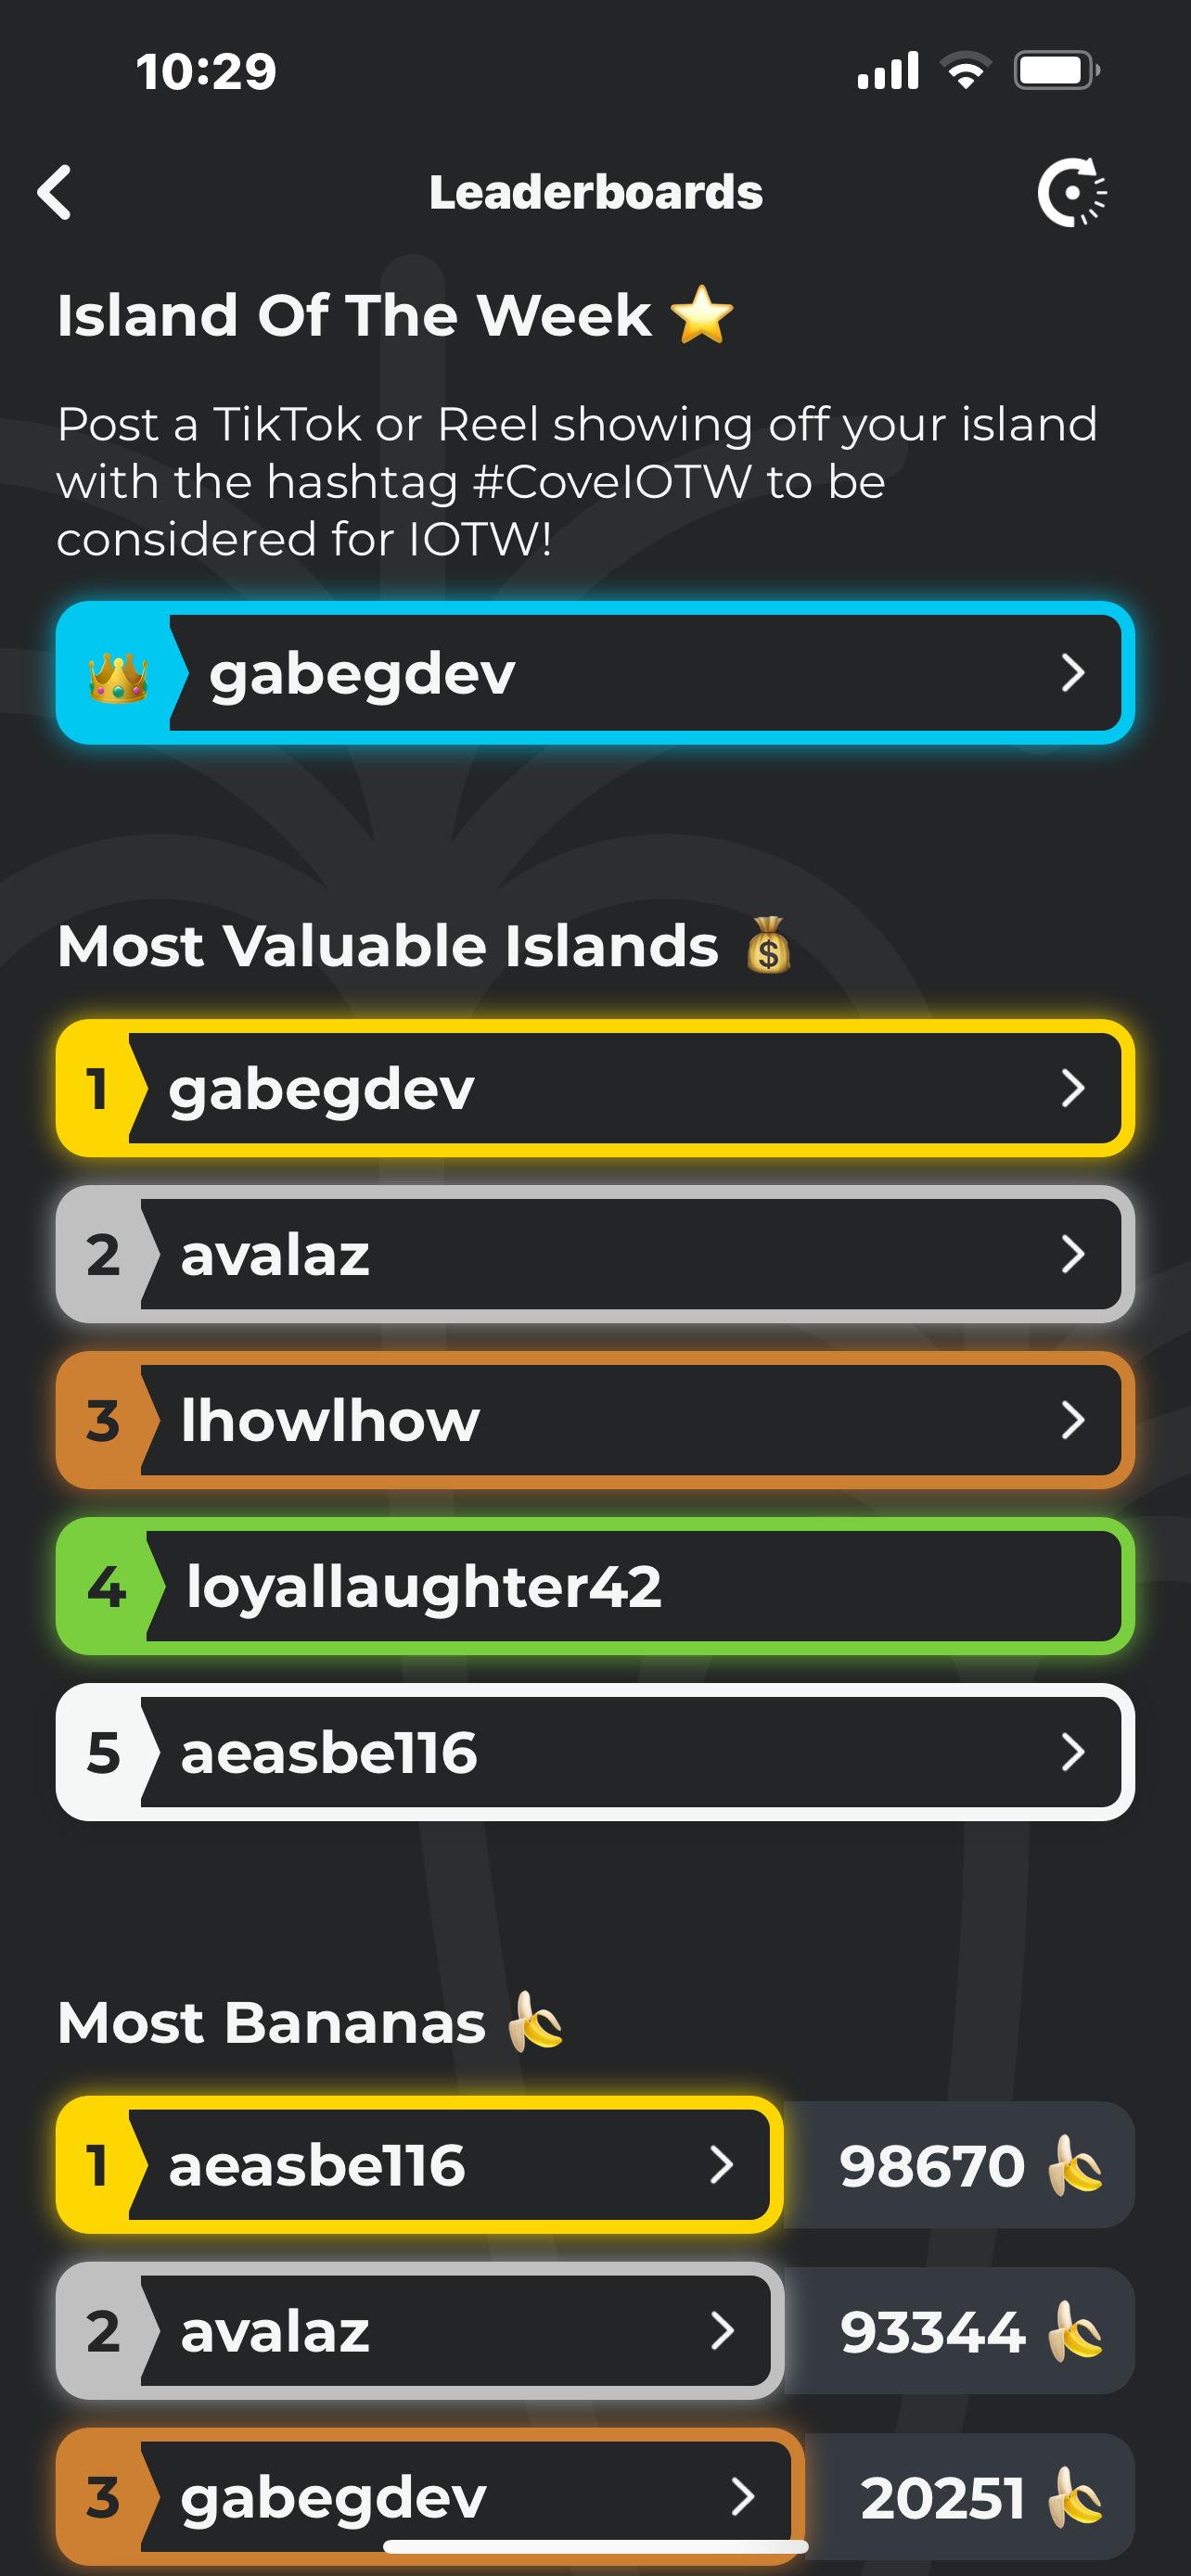 10:29
Leaderboards
Island Of The Week ⭐
Post a TikTok or Reel showing off your island
with the hashtag #CoveIOTW to be
considered for IOTW!
👑 gabegdev
Most Valuable Islands 💰
1 gabegdev
2 avalaz
3 lhowlhow
4 loyallaughter42
5 aeasbe116
Most Bananas 🍌
1 aeasbe116 98670 🍌
2 avalaz 93344 🍌
3 gabegdev 20251 🍌